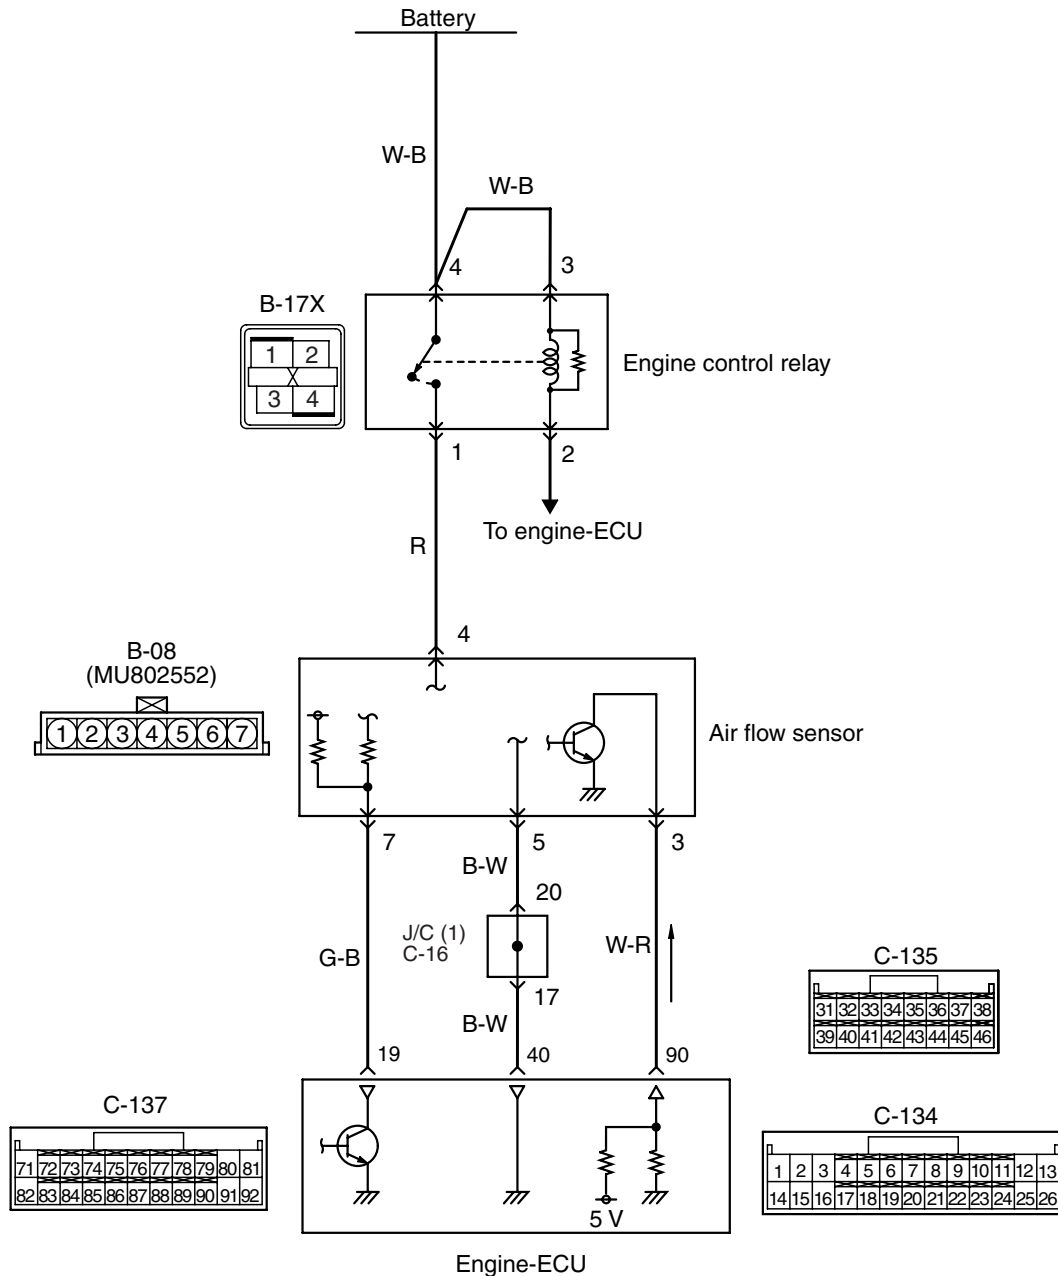 Battery
W-B
W-B
4
3
B-17X
1 2
3 4
Engine control relay
1
2
To engine-ECU
R
4
B-08
(MU802552)
1 2 3 4 5 6 7
Air flow sensor
7
5
3
B-W
20
J/C (1)
C-16
G-B
W-R
17
B-W
C-135
31 32 33 34 35 36 37 38
39 40 41 42 43 44 45 46
19
40
90
C-137
71 72 73 74 75 76 77 78 79 80 81
82 83 84 85 86 87 88 89 90 91 92
C-134
1 2 3 4 5 6 7 8 9 10 11 12 13
14 15 16 17 18 19 20 21 22 23 24 25 26
5 V
Engine-ECU